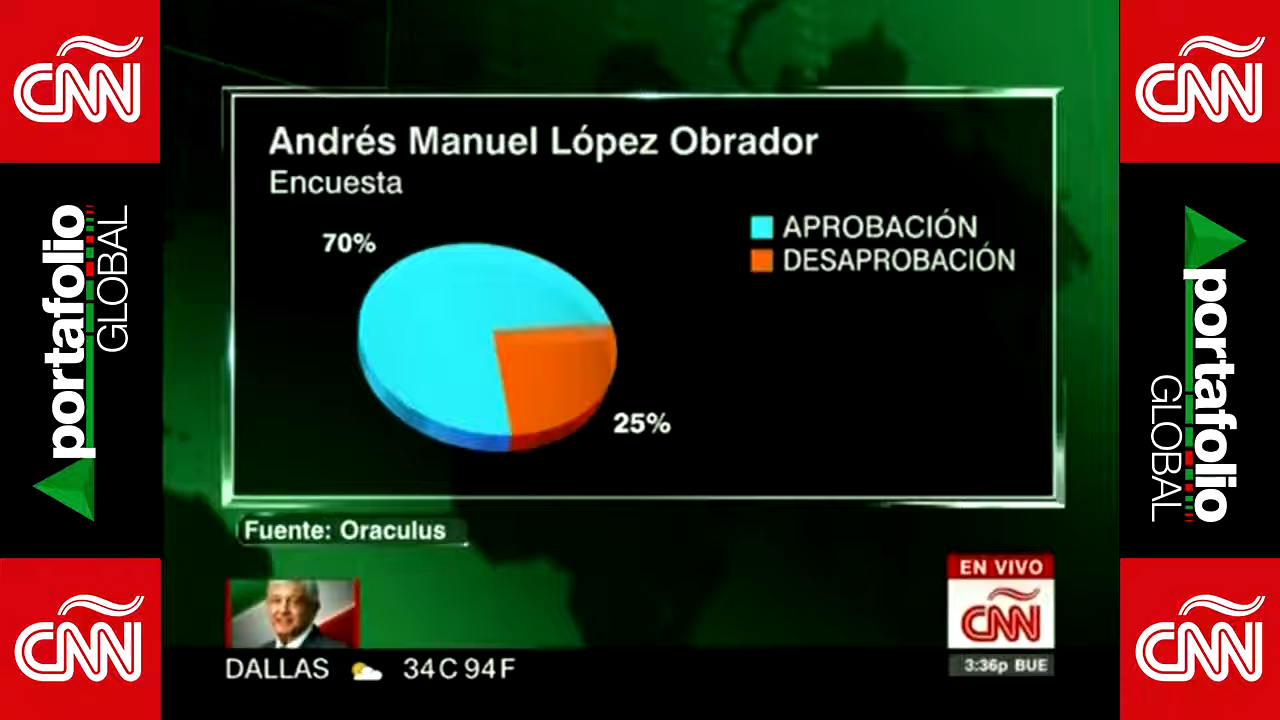 CNN
portafolio
GLOBAL
CNN
Andrés Manuel López Obrador
Encuesta
70%
25%
APROBACIÓN
DESAPROBACIÓN
Fuente: Oraculus
EN VIVO
CNN
3:36p BUE
DALLAS 34C 94F
CNN
portafolio
GLOBAL
CNN